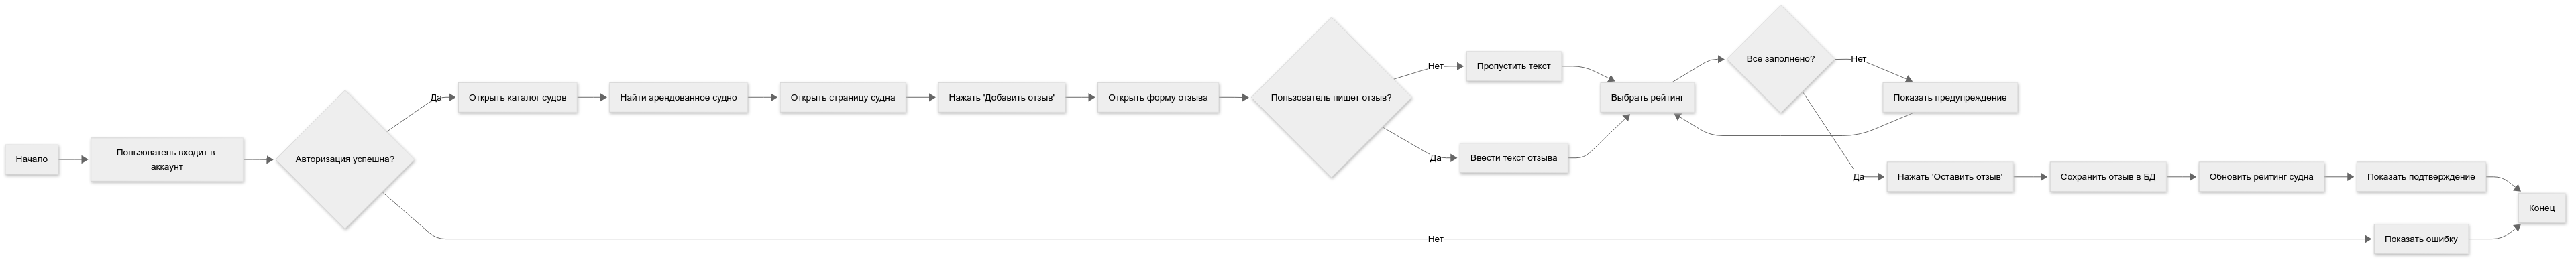 Начало
Пользователь входит в
аккаунт
Авторизация успешна?
Да
Открыть каталог судов
Найти арендованное судно
Открыть страницу судна
Нажать 'Добавить отзыв'
Открыть форму отзыва
Пользователь пишет отзыв?
Нет
Пропустить текст
Да
Ввести текст отзыва
Выбрать рейтинг
Все заполнено?
Нет
Показать предупреждение
Да
Нажать 'Оставить отзыв'
Сохранить отзыв в БД
Обновить рейтинг судна
Показать подтверждение
Нет
Показать ошибку
Конец